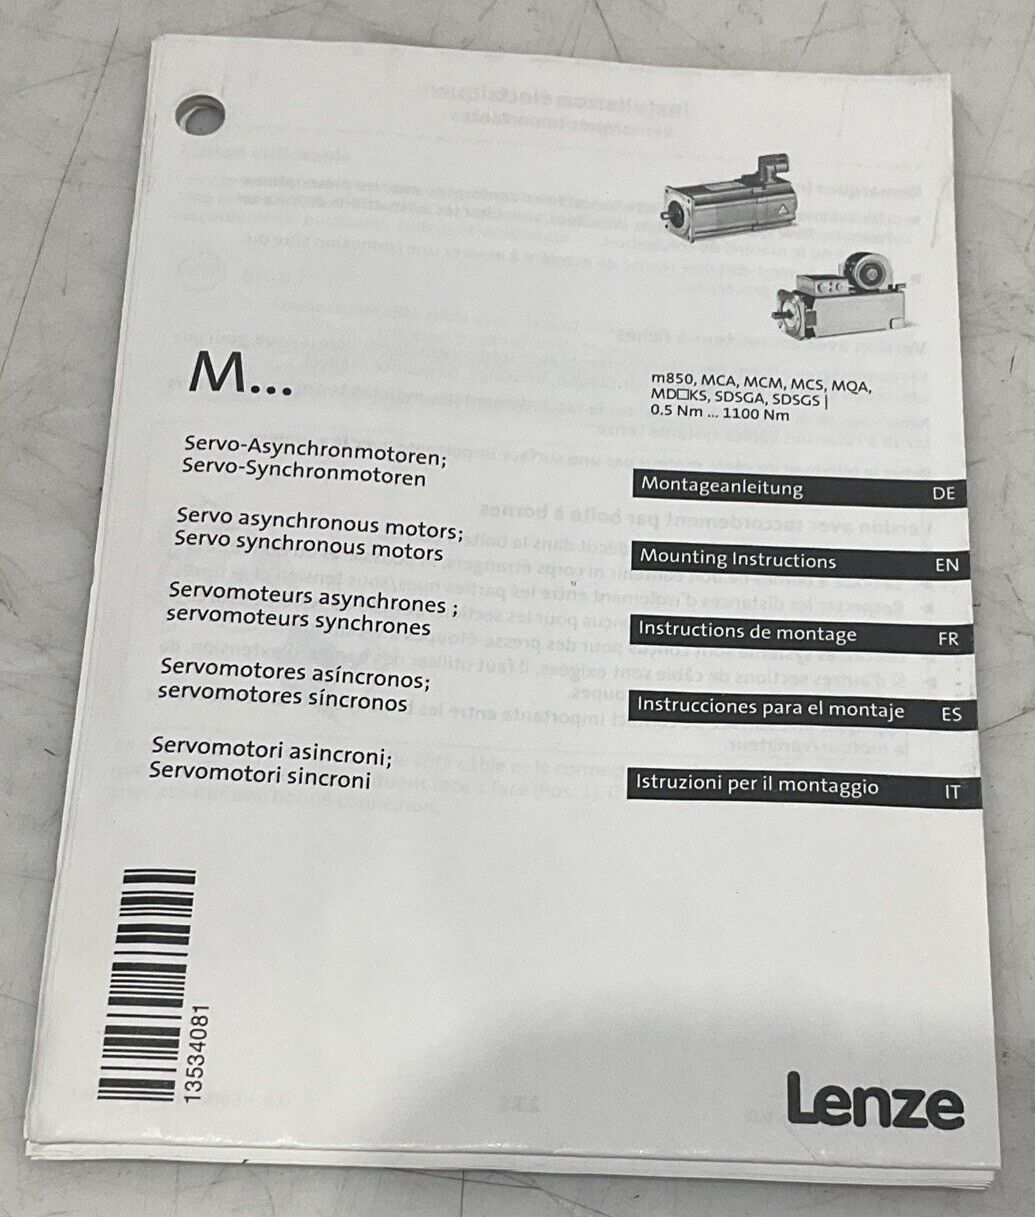 m850, MCA, MCM, MCS, MQA,
MD□KS, SDSGA, SDSGS |
0.5 Nm ... 1100 Nm
M...
Servo-Asynchronmotoren;
Servo-Synchronmotoren
Montageanleitung DE
Servo asynchronous motors;
Servo synchronous motors
Mounting Instructions EN
Servomoteurs asynchrones ;
servomoteurs synchrones
Instructions de montage FR
Servomotores asíncronos;
servomotores síncronos
Instrucciones para el montaje ES
Servomotori asincroni;
Servomotori sincroni
Istruzioni per il montaggio IT
13534081
Lenze